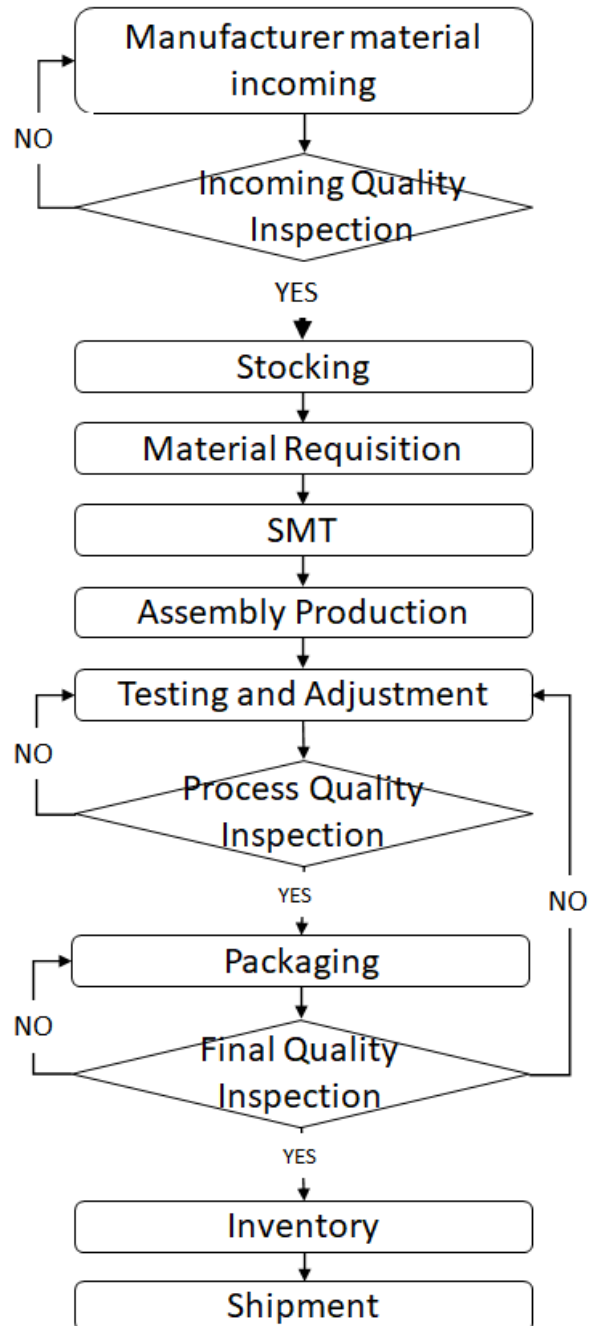 Manufacturer material
incoming
NO
Incoming Quality
Inspection
YES
Stocking
Material Requisition
SMT
Assembly Production
Testing and Adjustment
NO
Process Quality
Inspection
YES
NO
Packaging
NO
Final Quality
Inspection
YES
Inventory
Shipment